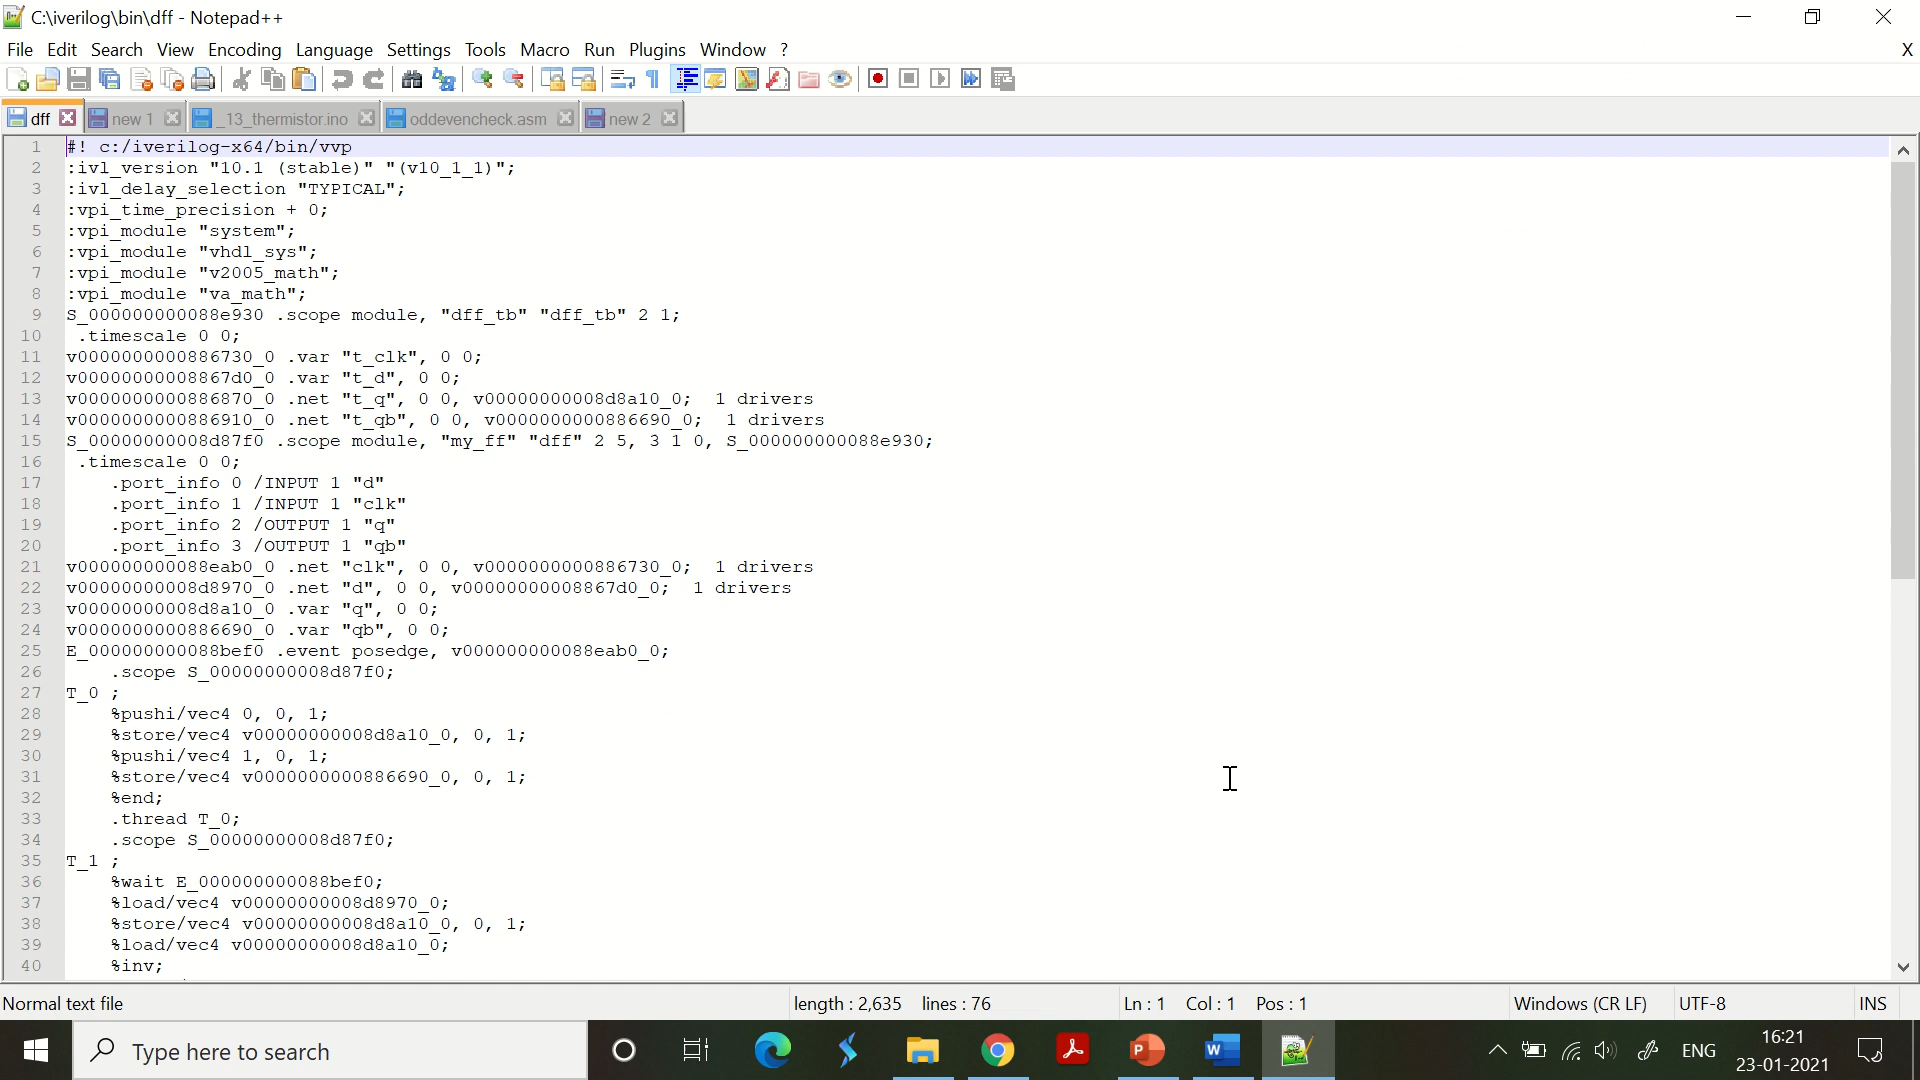 C:\iverilog\bin\dff - Notepad++
File Edit Search View Encoding Language Settings Tools Macro Run Plugins Window ? X
dff new 1 _13_thermistor.ino oddevencheck.asm new 2
1 #! c:/iverilog-x64/bin/vvp
2 :ivl_version "10.1 (stable)" "(v10_1_1)";
3 :ivl_delay_selection "TYPICAL";
4 :vpi_time_precision + 0;
5 :vpi_module "system";
6 :vpi_module "vhdl_sys";
7 :vpi_module "v2005_math";
8 :vpi_module "va_math";
9 S_000000000088e930 .scope module, "dff_tb" "dff_tb" 2 1;
10 .timescale 0 0;
11 v0000000000886730_0 .var "t_clk", 0 0;
12 v00000000008867d0_0 .var "t_d", 0 0;
13 v0000000000886870_0 .net "t_q", 0 0, v00000000008d8a10_0; 1 drivers
14 v0000000000886910_0 .net "t_qb", 0 0, v0000000000886690_0; 1 drivers
15 S_00000000008d87f0 .scope module, "my_ff" "dff" 2 5, 3 1 0, S_000000000088e930;
16 .timescale 0 0;
17 .port_info 0 /INPUT 1 "d"
18 .port_info 1 /INPUT 1 "clk"
19 .port_info 2 /OUTPUT 1 "q"
20 .port_info 3 /OUTPUT 1 "qb"
21 v000000000088eab0_0 .net "clk", 0 0, v0000000000886730_0; 1 drivers
22 v00000000008d8970_0 .net "d", 0 0, v00000000008867d0_0; 1 drivers
23 v00000000008d8a10_0 .var "q", 0 0;
24 v0000000000886690_0 .var "qb", 0 0;
25 E_000000000088bef0 .event posedge, v000000000088eab0_0;
26 .scope S_00000000008d87f0;
27 T_0 ;
28 %pushi/vec4 0, 0, 1;
29 %store/vec4 v00000000008d8a10_0, 0, 1;
30 %pushi/vec4 1, 0, 1;
31 %store/vec4 v0000000000886690_0, 0, 1;
32 %end;
33 .thread T_0;
34 .scope S_00000000008d87f0;
35 T_1 ;
36 %wait E_000000000088bef0;
37 %load/vec4 v00000000008d8970_0;
38 %store/vec4 v00000000008d8a10_0, 0, 1;
39 %load/vec4 v00000000008d8a10_0;
40 %inv;
Normal text file length : 2,635 lines : 76 Ln : 1 Col : 1 Pos : 1 Windows (CR LF) UTF-8 INS
Type here to search
ENG
16:21
23-01-2021